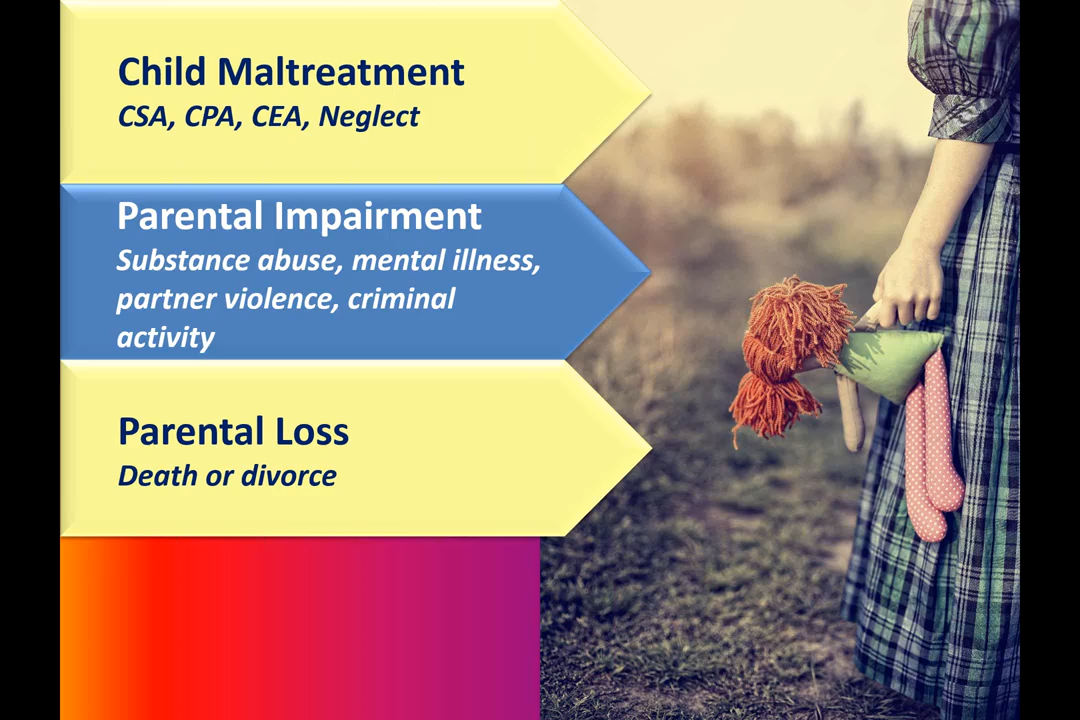 Child Maltreatment
CSA, CPA, CEA, Neglect
Parental Impairment
Substance abuse, mental illness,
partner violence, criminal
activity
Parental Loss
Death or divorce